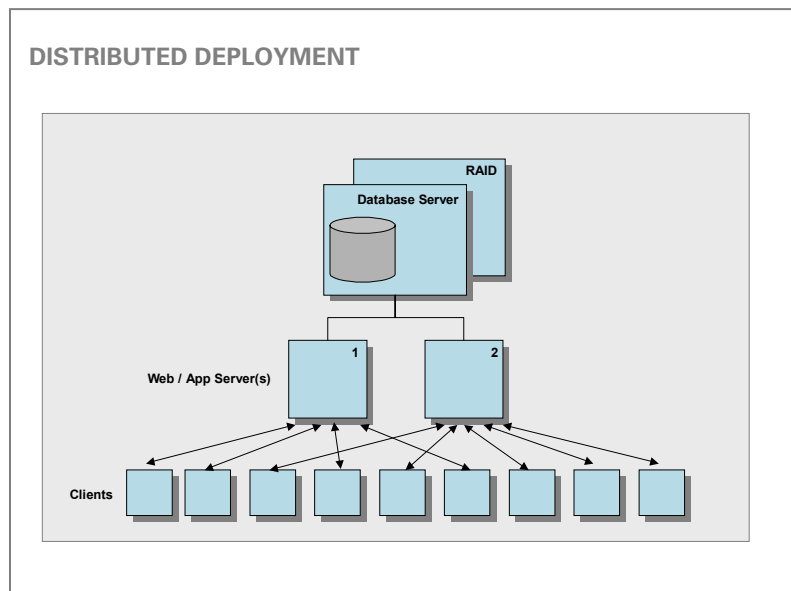 DISTRIBUTED DEPLOYMENT
RAID
Database Server
1
2
Web / App Server(s)
Clients